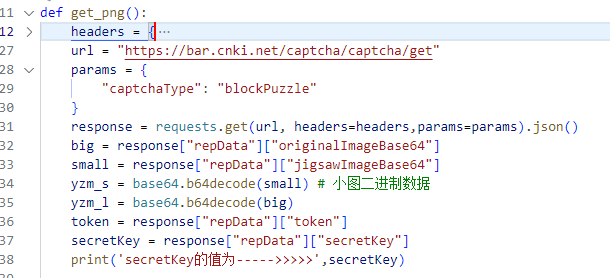 11 def get_png():
12 headers = {…
27 url = "https://bar.cnki.net/captcha/captcha/get"
28 params = {
29 "captchaType": "blockPuzzle"
30 }
31 response = requests.get(url, headers=headers,params=params).json()
32 big = response["repData"]["originalImageBase64"]
33 small = response["repData"]["jigsawImageBase64"]
34 yzm_s = base64.b64decode(small) # 小图二进制数据
35 yzm_l = base64.b64decode(big)
36 token = response["repData"]["token"]
37 secretKey = response["repData"]["secretKey"]
38 print('secretKey的值为----->>>>>',secretKey)